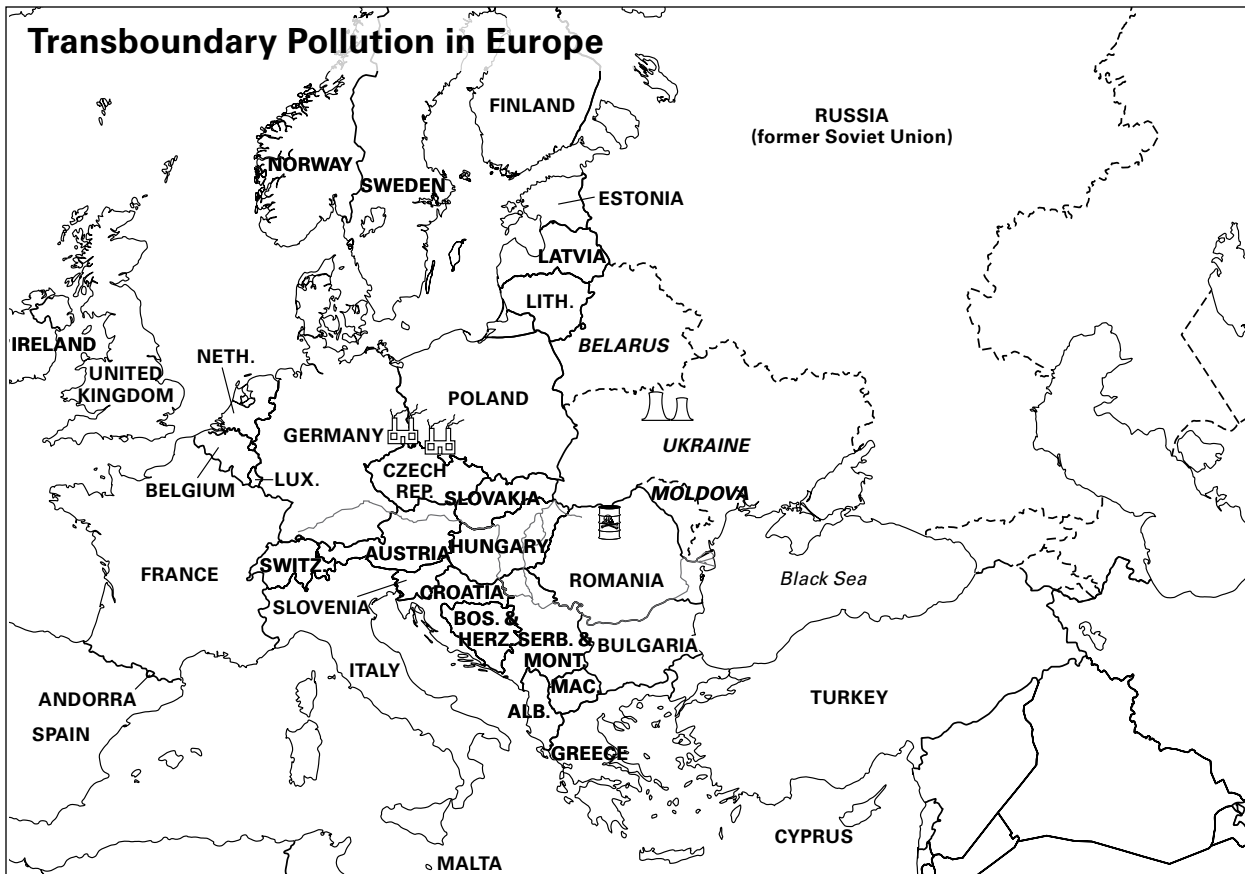 Transboundary Pollution in Europe
FINLAND
RUSSIA
(former Soviet Union)
NORWAY
SWEDEN
ESTONIA
LATVIA
LITH.
IRELAND
NETH.
BELARUS
UNITED
KINGDOM
POLAND
GERMANY
UKRAINE
CZECH
REP.
BELGIUM
LUX.
SLOVAKIA
MOLDOVA
AUSTRIA
HUNGARY
SWITZ.
FRANCE
ROMANIA
Black Sea
SLOVENIA
CROATIA
BOS. &
HERZ.
SERB. &
MONT.
BULGARIA
ITALY
MAC.
ANDORRA
ALB.
TURKEY
SPAIN
GREECE
CYPRUS
MALTA